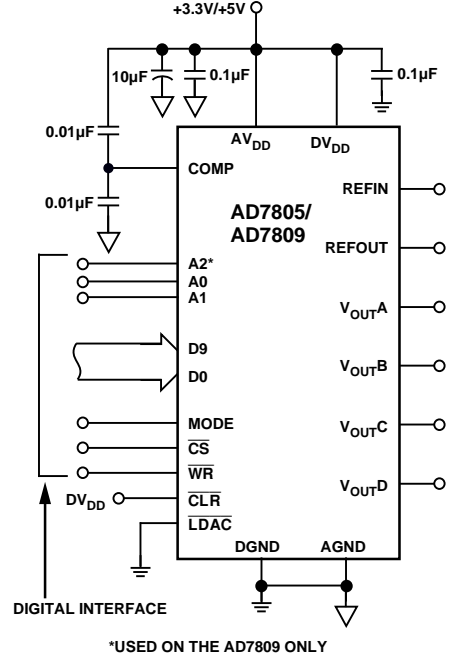 +3.3V/+5V
10µF
0.1µF
0.1µF
0.01µF
AVDD
DVDD
COMP
REFIN
0.01µF
AD7805/
AD7809
REFOUT
A2*
A0
A1
VOUTA
D9
D0
VOUTB
MODE
VOUTC
CS
WR
VOUTD
DVDD
CLR
LDAC
DGND
AGND
DIGITAL INTERFACE
*USED ON THE AD7809 ONLY